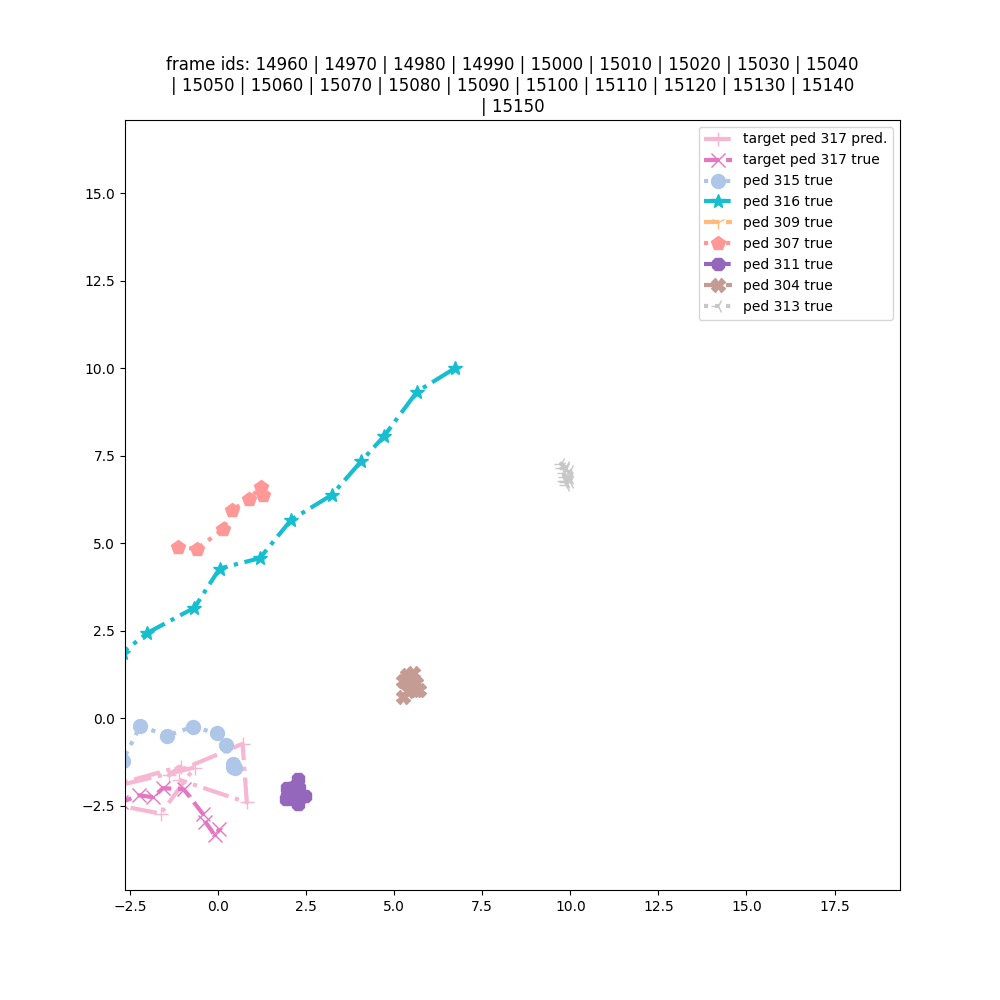 frame ids: 14960 | 14970 | 14980 | 14990 | 15000 | 15010 | 15020 | 15030 | 15040
| 15050 | 15060 | 15070 | 15080 | 15090 | 15100 | 15110 | 15120 | 15130 | 15140
| 15150
target ped 317 pred.
target ped 317 true
ped 315 true
ped 316 true
ped 309 true
ped 307 true
ped 311 true
ped 304 true
ped 313 true
15.0
12.5
10.0
7.5
5.0
2.5
0.0
−2.5
−2.5 0.0 2.5 5.0 7.5 10.0 12.5 15.0 17.5